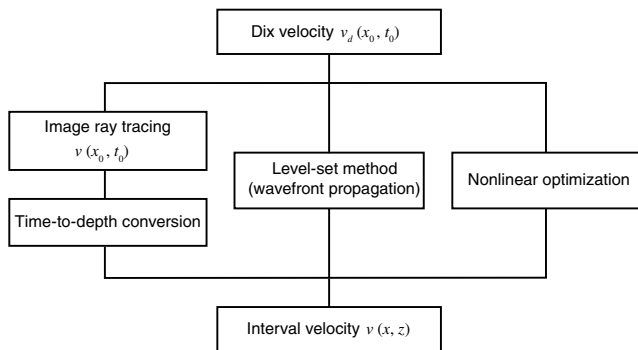 Dix velocity v_d (x_0, t_0)
Image ray tracing
v (x_0, t_0)
Time-to-depth conversion
Level-set method
(wavefront propagation)
Nonlinear optimization
Interval velocity v (x, z)